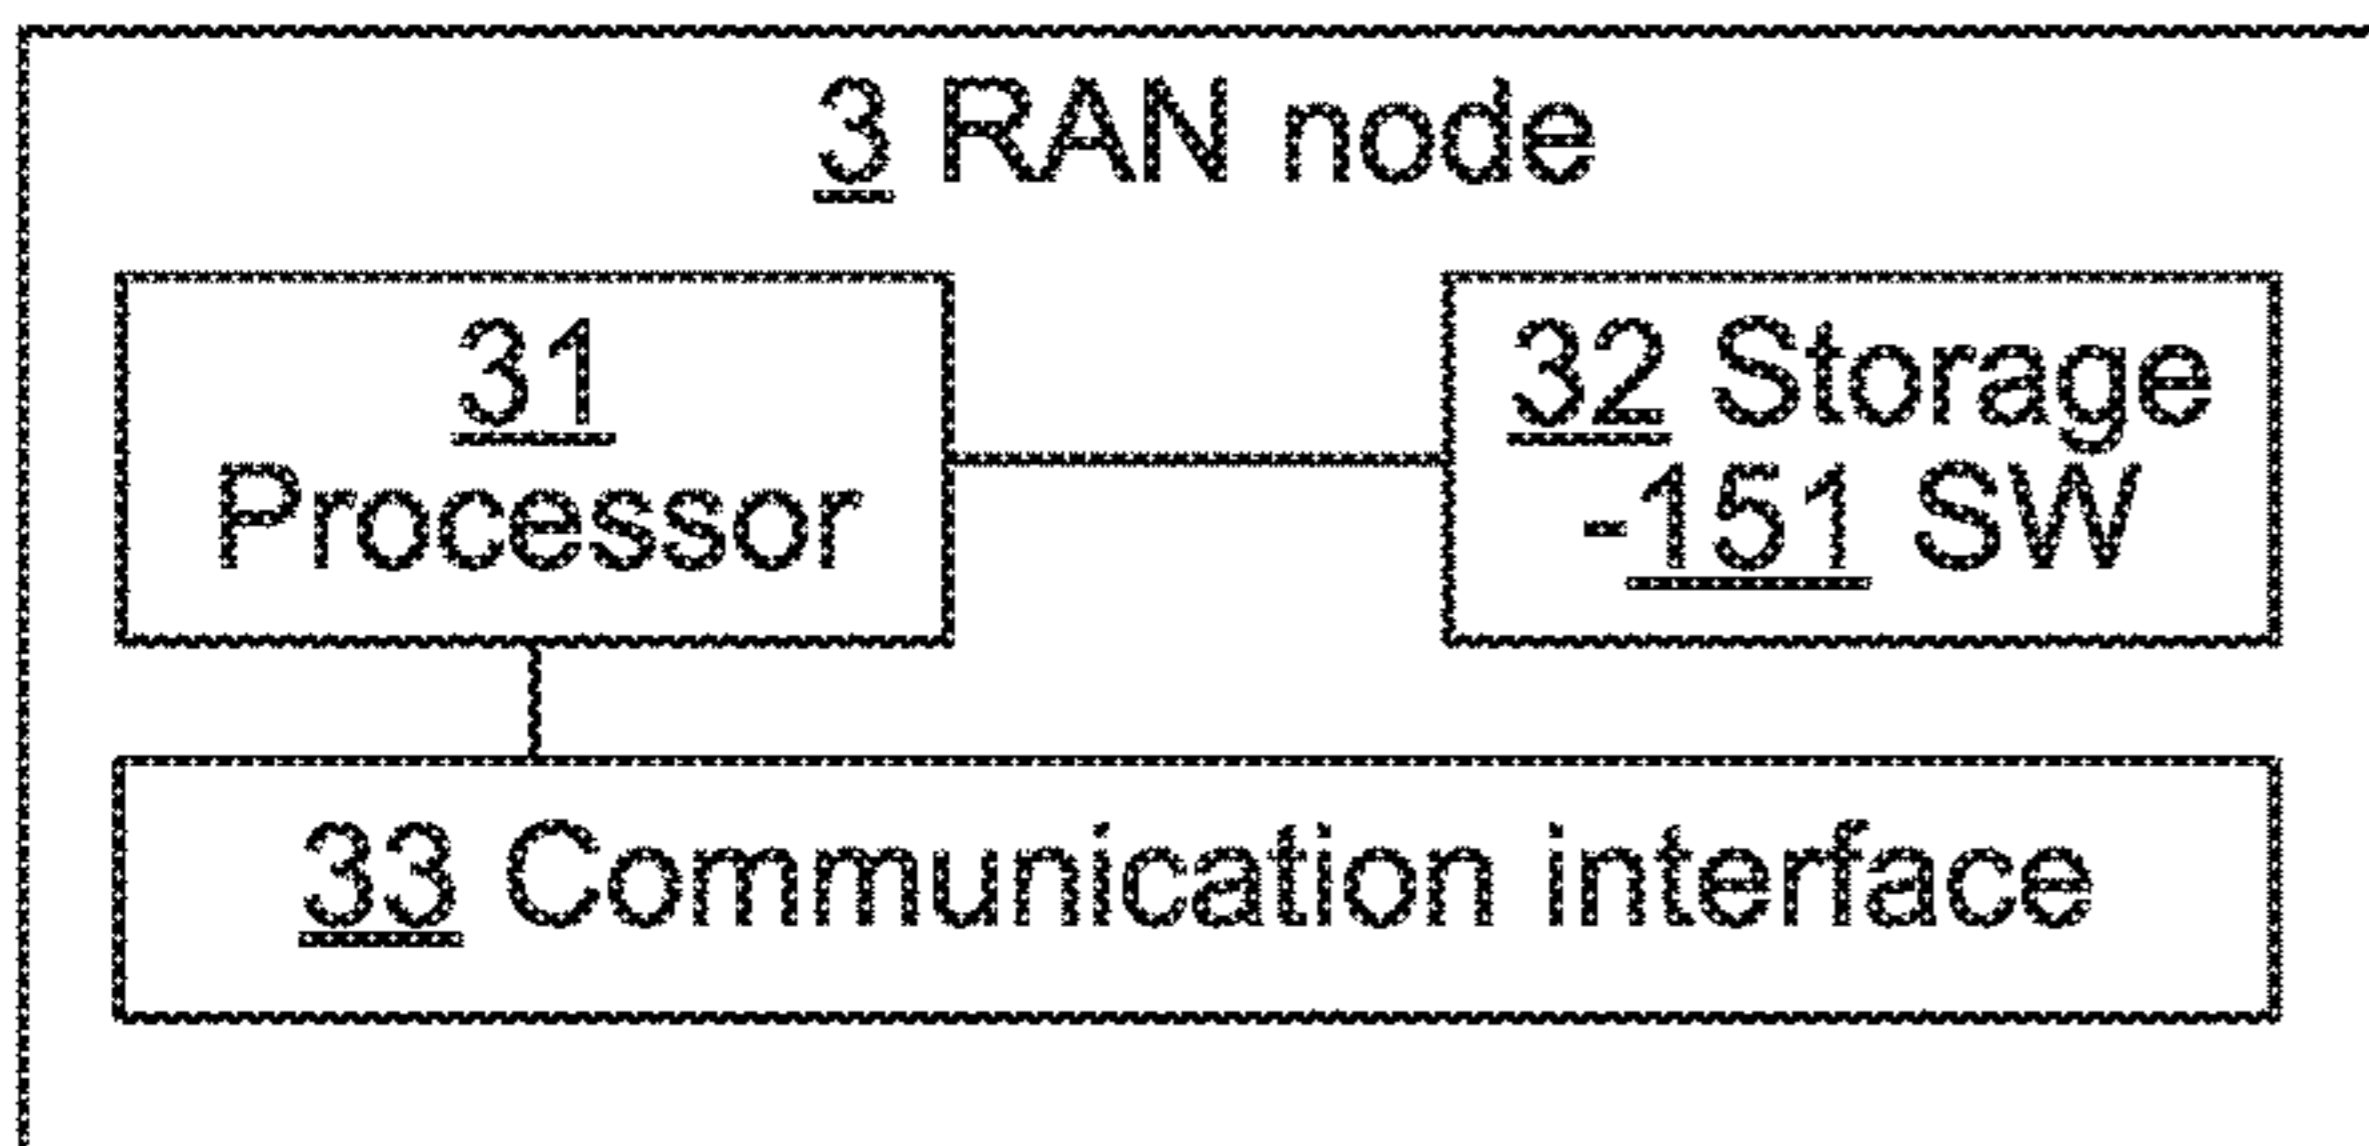 3 RAN node
31
Processor
32 Storage
-151 SW
33 Communication interface